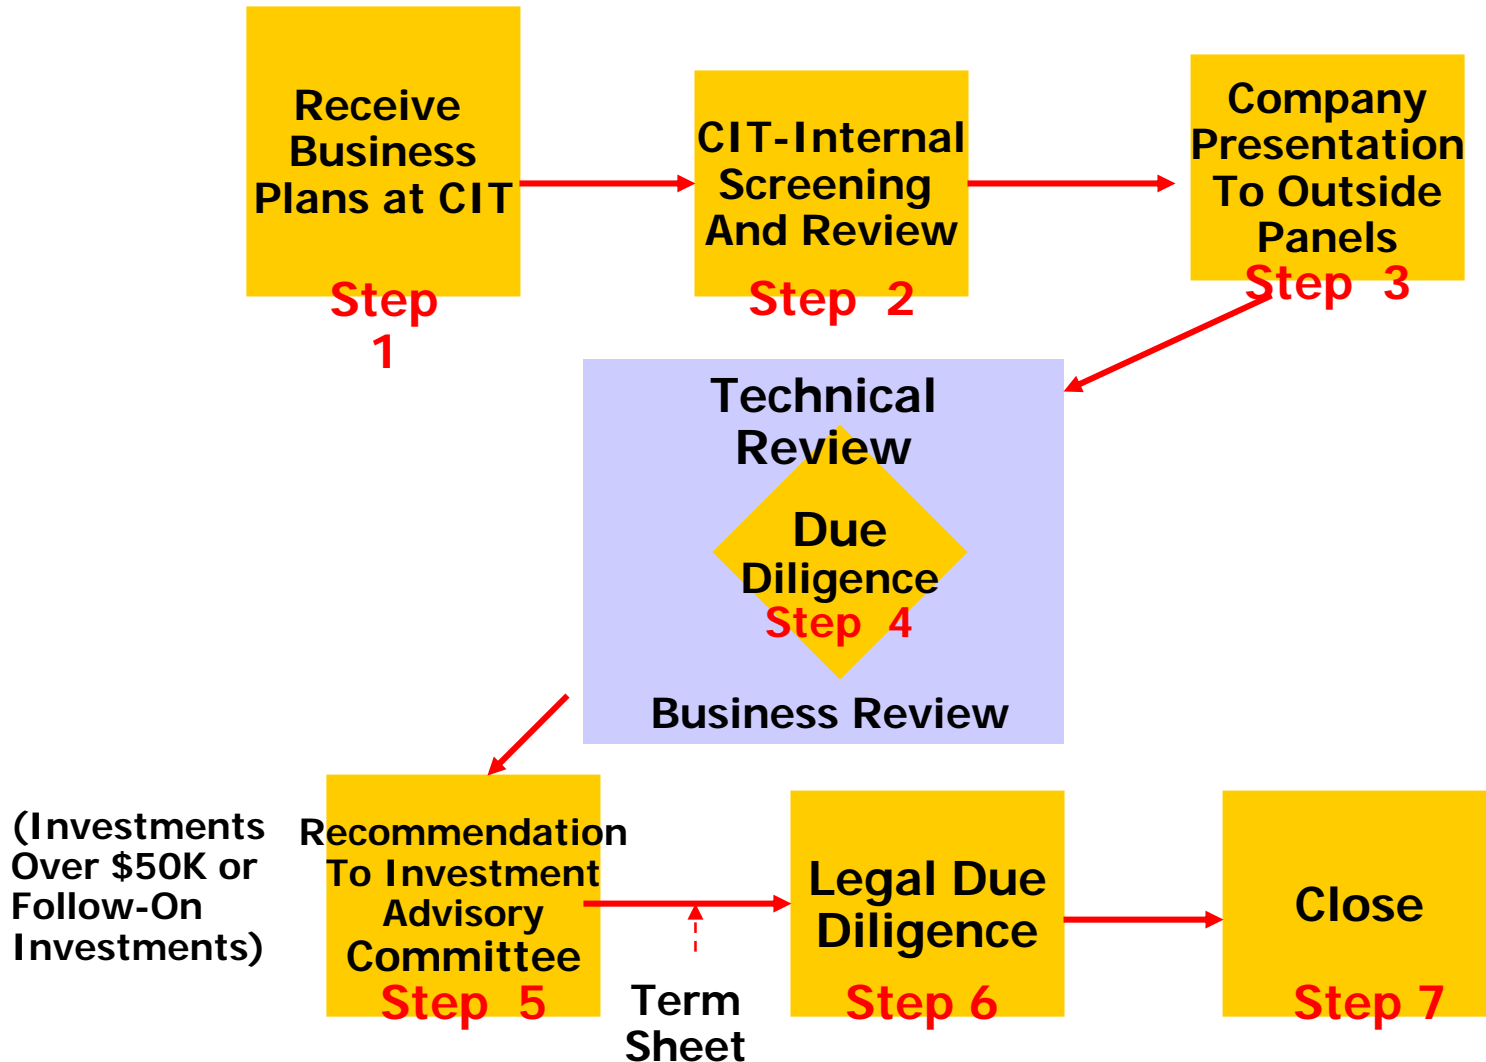 Receive
Business
Plans at CIT
Step
1
CIT-Internal
Screening
And Review
Step 2
Company
Presentation
To Outside
Panels
Step 3
Technical
Review
Due
Diligence
Step 4
Business Review
(Investments
Over $50K or
Follow-On
Investments)
Recommendation
To Investment
Advisory
Committee
Step 5
Term
Sheet
Legal Due
Diligence
Step 6
Close
Step 7